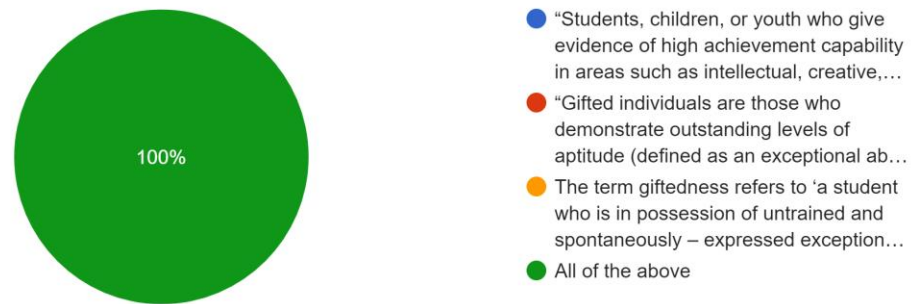 100%
“Students, children, or youth who give
evidence of high achievement capability
in areas such as intellectual, creative,…
“Gifted individuals are those who
demonstrate outstanding levels of
aptitude (defined as an exceptional ab…
The term giftedness refers to ‘a student
who is in possession of untrained and
spontaneously – expressed exception…
All of the above